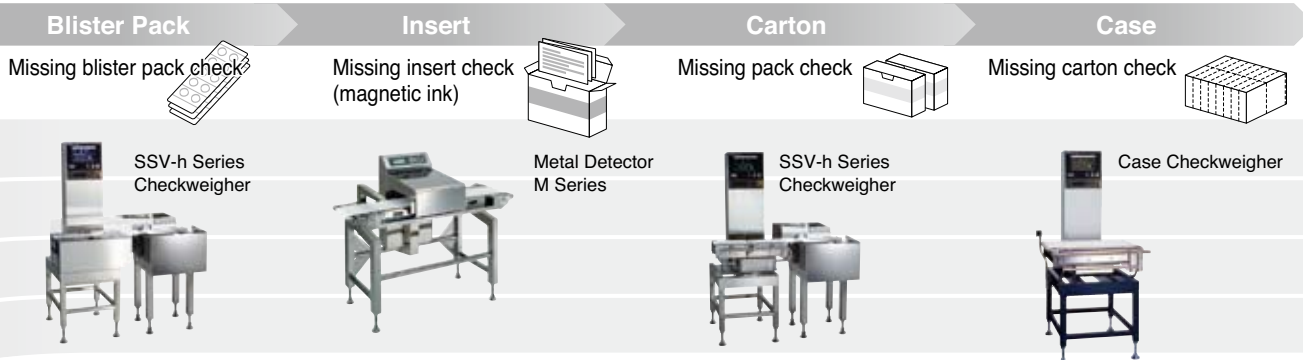 Blister Pack
Insert
Carton
Case
Missing blister pack check
Missing insert check
(magnetic ink)
Missing pack check
Missing carton check
SSV-h Series
Checkweigher
Metal Detector
M Series
SSV-h Series
Checkweigher
Case Checkweigher